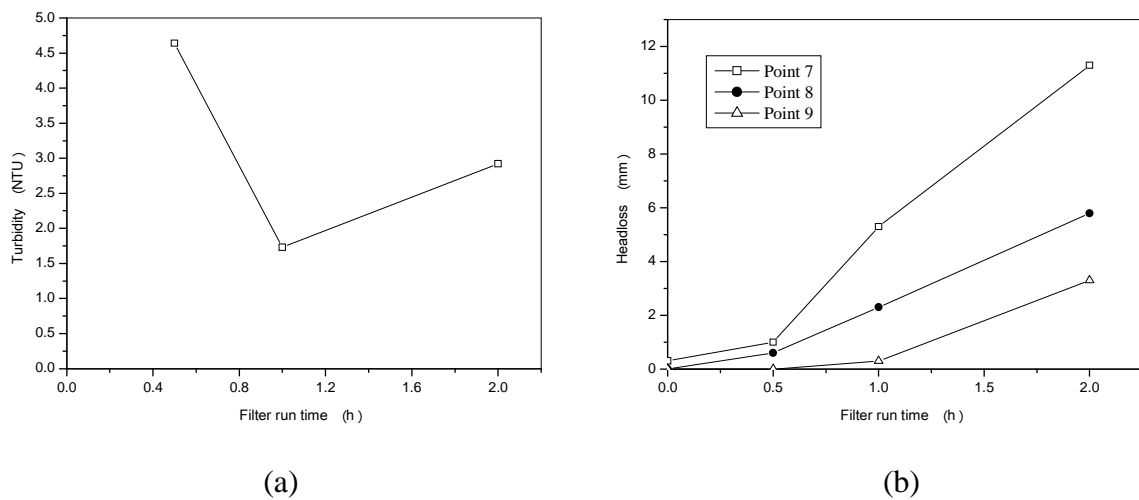 5.0
4.5
4.0
3.5
3.0
2.5
2.0
1.5
1.0
0.5
0.0
Turbidity (NTU)
0.0 0.4 0.8 1.2 1.6 2.0
Filter run time (h)
(a)
12
10
8
6
4
2
0
Headloss (mm)
Point 7
Point 8
Point 9
0.0 0.5 1.0 1.5 2.0
Filter run time (h)
(b)